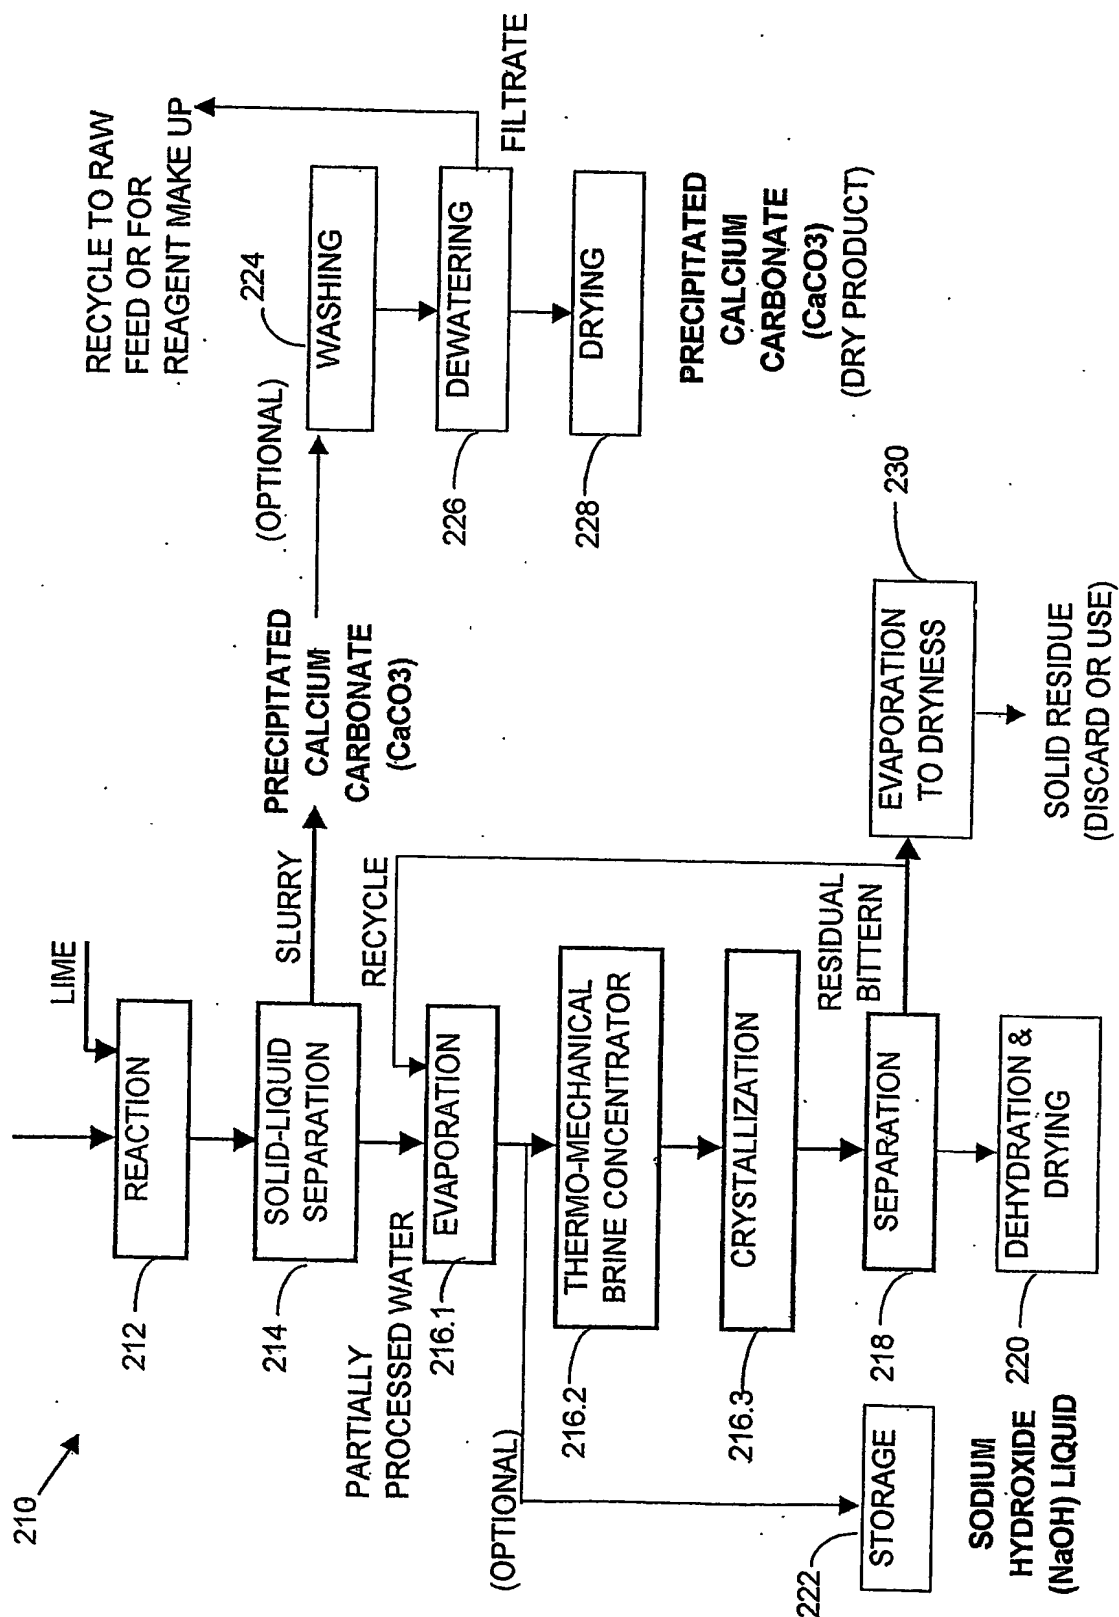 210
LIME
REACTION
212
SOLID-LIQUID
SEPARATION
214
SLURRY
PRECIPITATED
CALCIUM
CARBONATE
(CaCO3)
(OPTIONAL)
224
WASHING
RECYCLE TO RAW
FEED OR FOR
REAGENT MAKE UP
DEWATERING
226
FILTRATE
DRYING
228
PRECIPITATED
CALCIUM
CARBONATE
(CaCO3)
(DRY PRODUCT)
PARTIALLY
PROCESSED WATER
EVAPORATION
216.1
RECYCLE
(OPTIONAL)
THERMO-MECHANICAL
BRINE CONCENTRATOR
216.2
CRYSTALLIZATION
216.3
RESIDUAL
BITTERN
SEPARATION
218
EVAPORATION
TO DRYNESS
230
SOLID RESIDUE
(DISCARD OR USE)
STORAGE
222
SODIUM
HYDROXIDE
(NaOH) LIQUID
DEHYDRATION &
DRYING
220